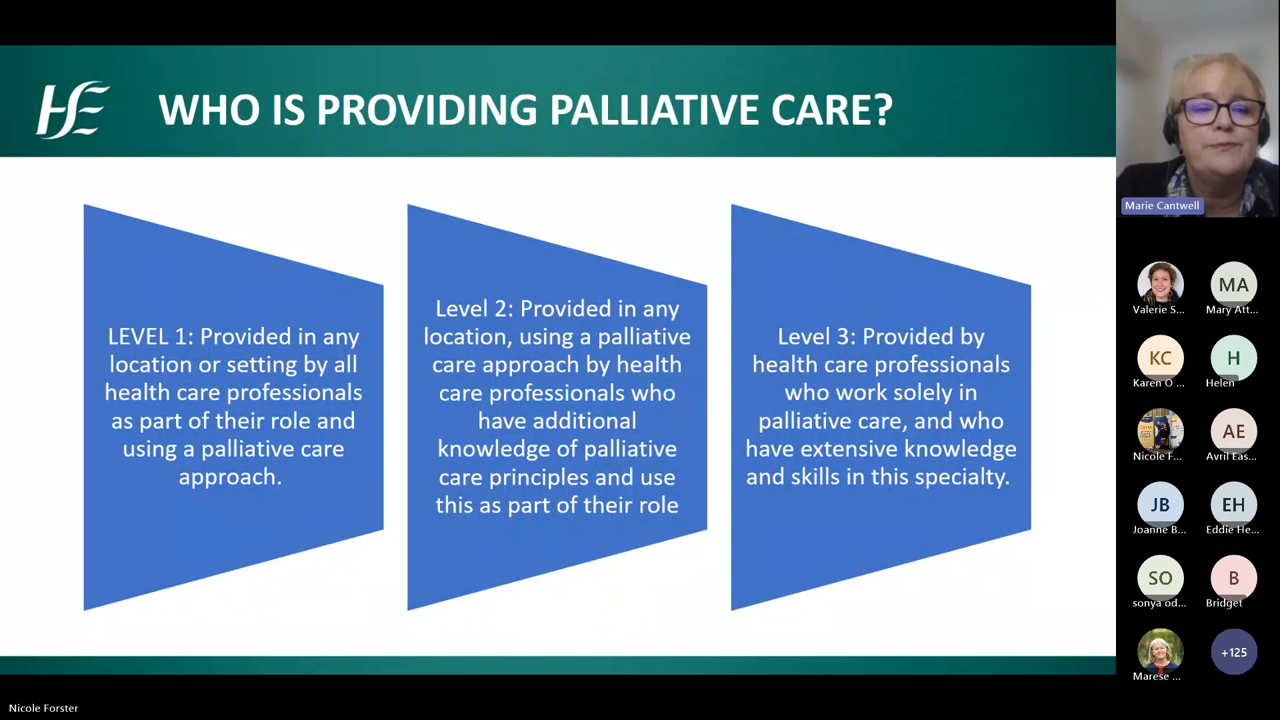 HSE
WHO IS PROVIDING PALLIATIVE CARE?
LEVEL 1: Provided in any
location or setting by all
health care professionals
as part of their role and
using a palliative care
approach.
Level 2: Provided in any
location, using a palliative
care approach by health
care professionals who
have additional
knowledge of palliative
care principles and use
this as part of their role
Level 3: Provided by
health care professionals
who work solely in
palliative care, and who
have extensive knowledge
and skills in this specialty.
Marie Cantwell
Valerie S...
MA
Mary Att...
KC
Karen O ...
H
Helen
Nicole F...
AE
Avril Eas...
JB
Joanne B...
EH
Eddie He...
SO
sonya od...
B
Bridget
Marese ...
+125
Nicole Forster